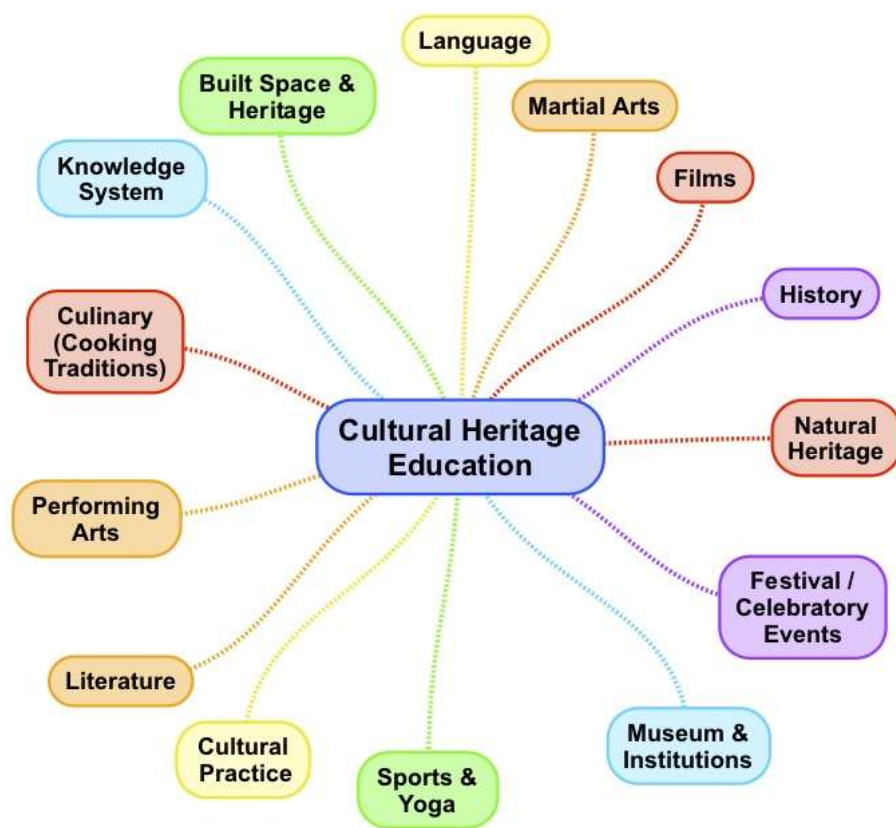 Language
Built Space &
Heritage
Martial Arts
Knowledge
System
Films
History
Culinary
(Cooking
Traditions)
Cultural Heritage
Education
Natural
Heritage
Performing
Arts
Festival /
Celebratory
Events
Literature
Cultural
Practice
Sports &
Yoga
Museum &
Institutions